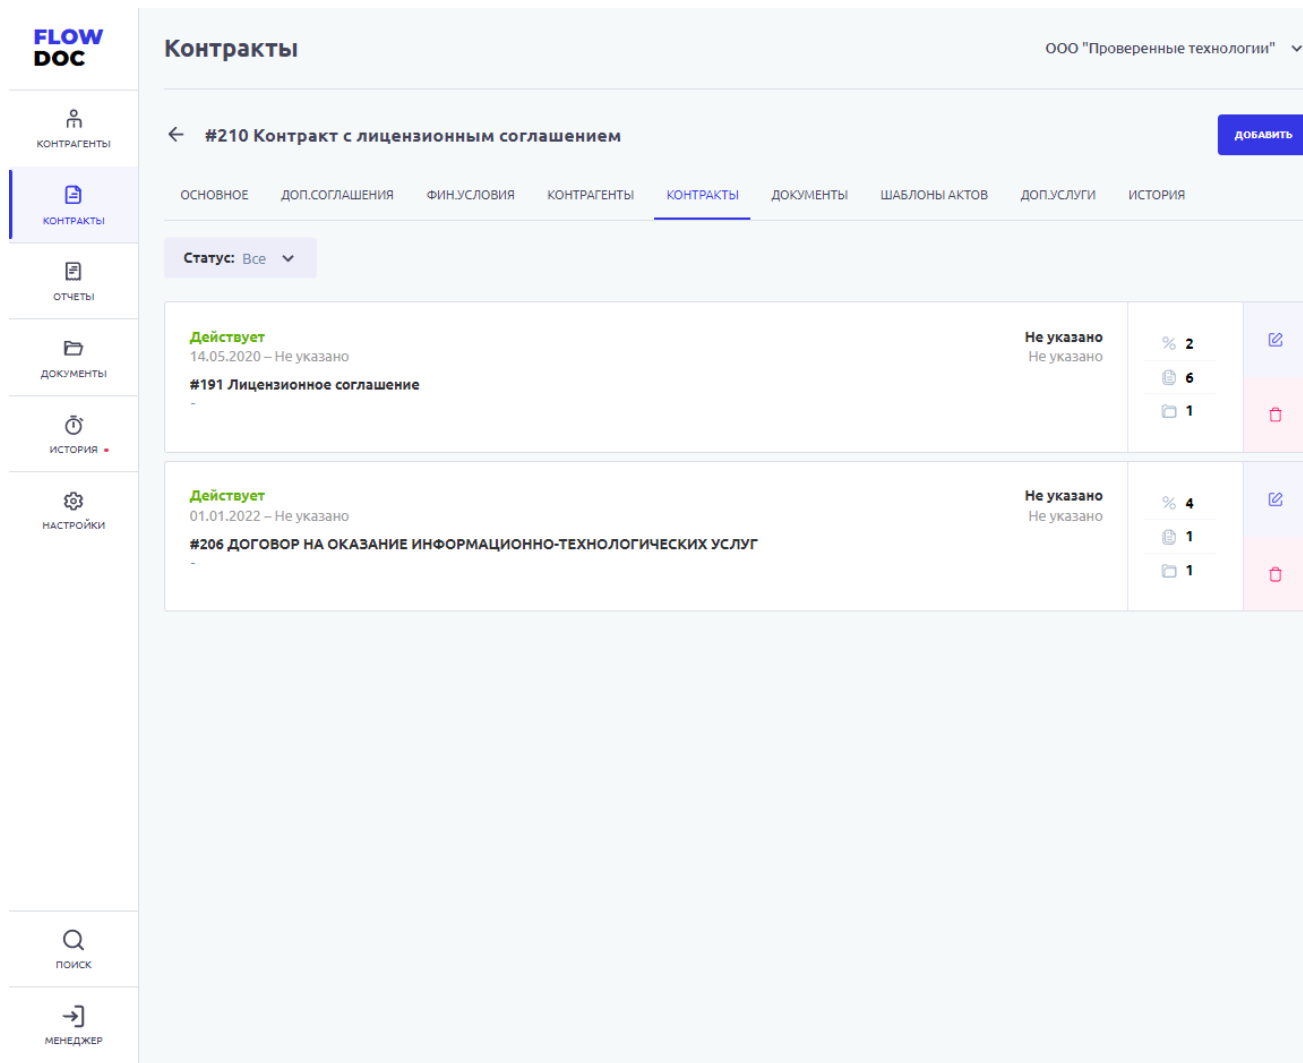 FLOW
DOC
Контракты
ООО "Проверенные технологии"
КОНТРАГЕНТЫ
КОНТРАКТЫ
ОТЧЕТЫ
ДОКУМЕНТЫ
ИСТОРИЯ
НАСТРОЙКИ
ПОИСК
МЕНЕДЖЕР
#210 Контракт с лицензионным соглашением
ДОБАВИТЬ
ОСНОВНОЕ ДОП.СОГЛАШЕНИЯ ФИН.УСЛОВИЯ КОНТРАГЕНТЫ КОНТРАКТЫ ДОКУМЕНТЫ ШАБЛОНЫ АКТОВ ДОП.УСЛУГИ ИСТОРИЯ
Статус: Все
Действует
14.05.2020 – Не указано
#191 Лицензионное соглашение
-
Не указано
Не указано
% 2
6
1
Действует
01.01.2022 – Не указано
#206 ДОГОВОР НА ОКАЗАНИЕ ИНФОРМАЦИОННО-ТЕХНОЛОГИЧЕСКИХ УСЛУГ
-
Не указано
Не указано
% 4
1
1